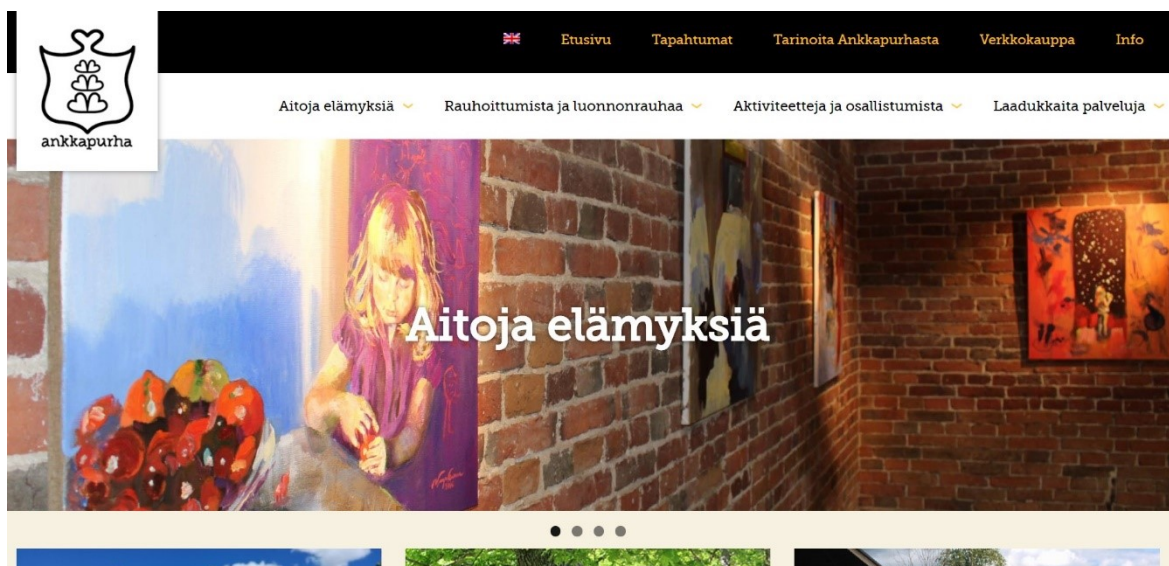 Etusivu Tapahtumat Tarinoita Ankkapurhasta Verkkokauppa Info
ankkapurha
Aitoja elämyksiä Rauhoittumista ja luonnonrauhaa Aktiviteetteja ja osallistumista Laadukkaita palveluja
Aitoja elämyksiä